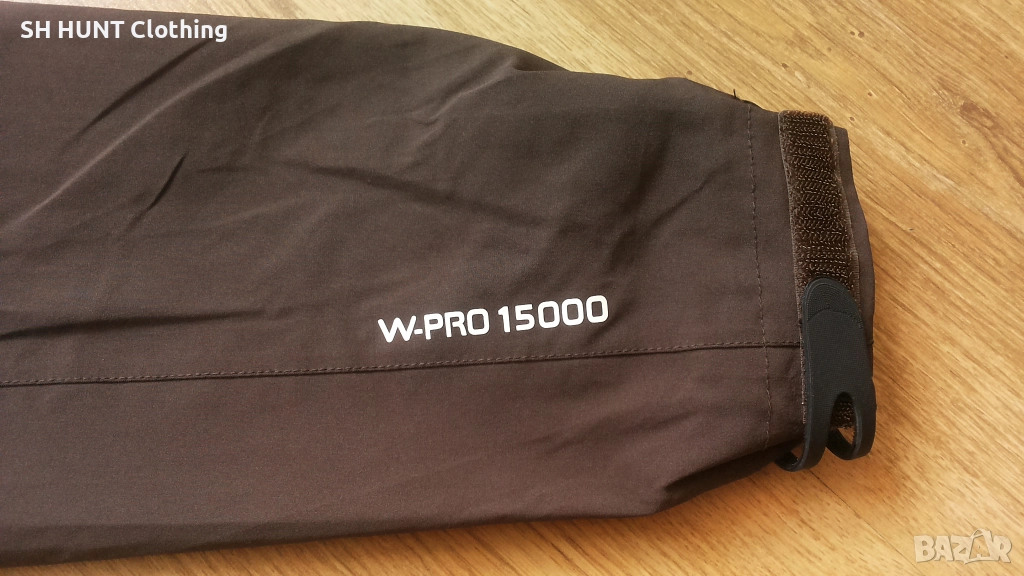 SH HUNT Clothing
W-PRO 15000
BAZAR